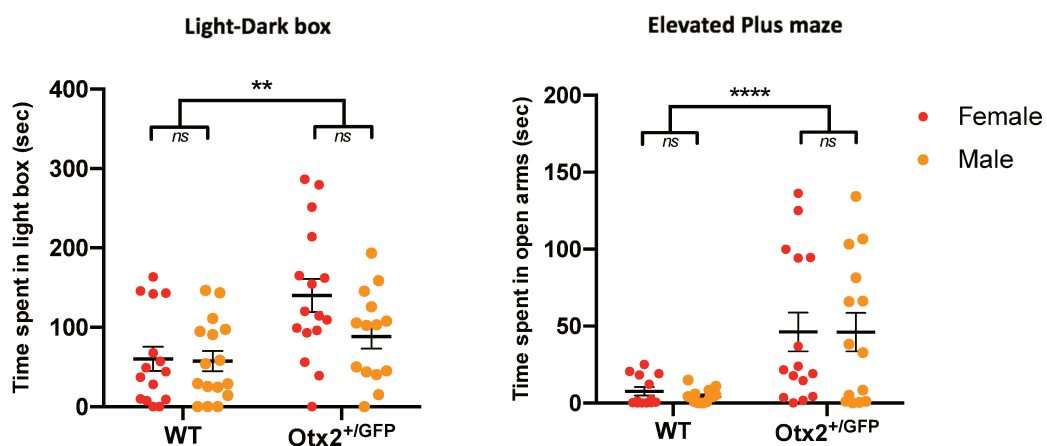 Light-Dark box
Time spent in light box (sec)
400
300
200
100
0
**
ns
ns
WT
Otx2+/GFP
Elevated Plus maze
Time spent in open arms (sec)
200
150
100
50
0
****
ns
ns
WT
Otx2+/GFP
Female
Male